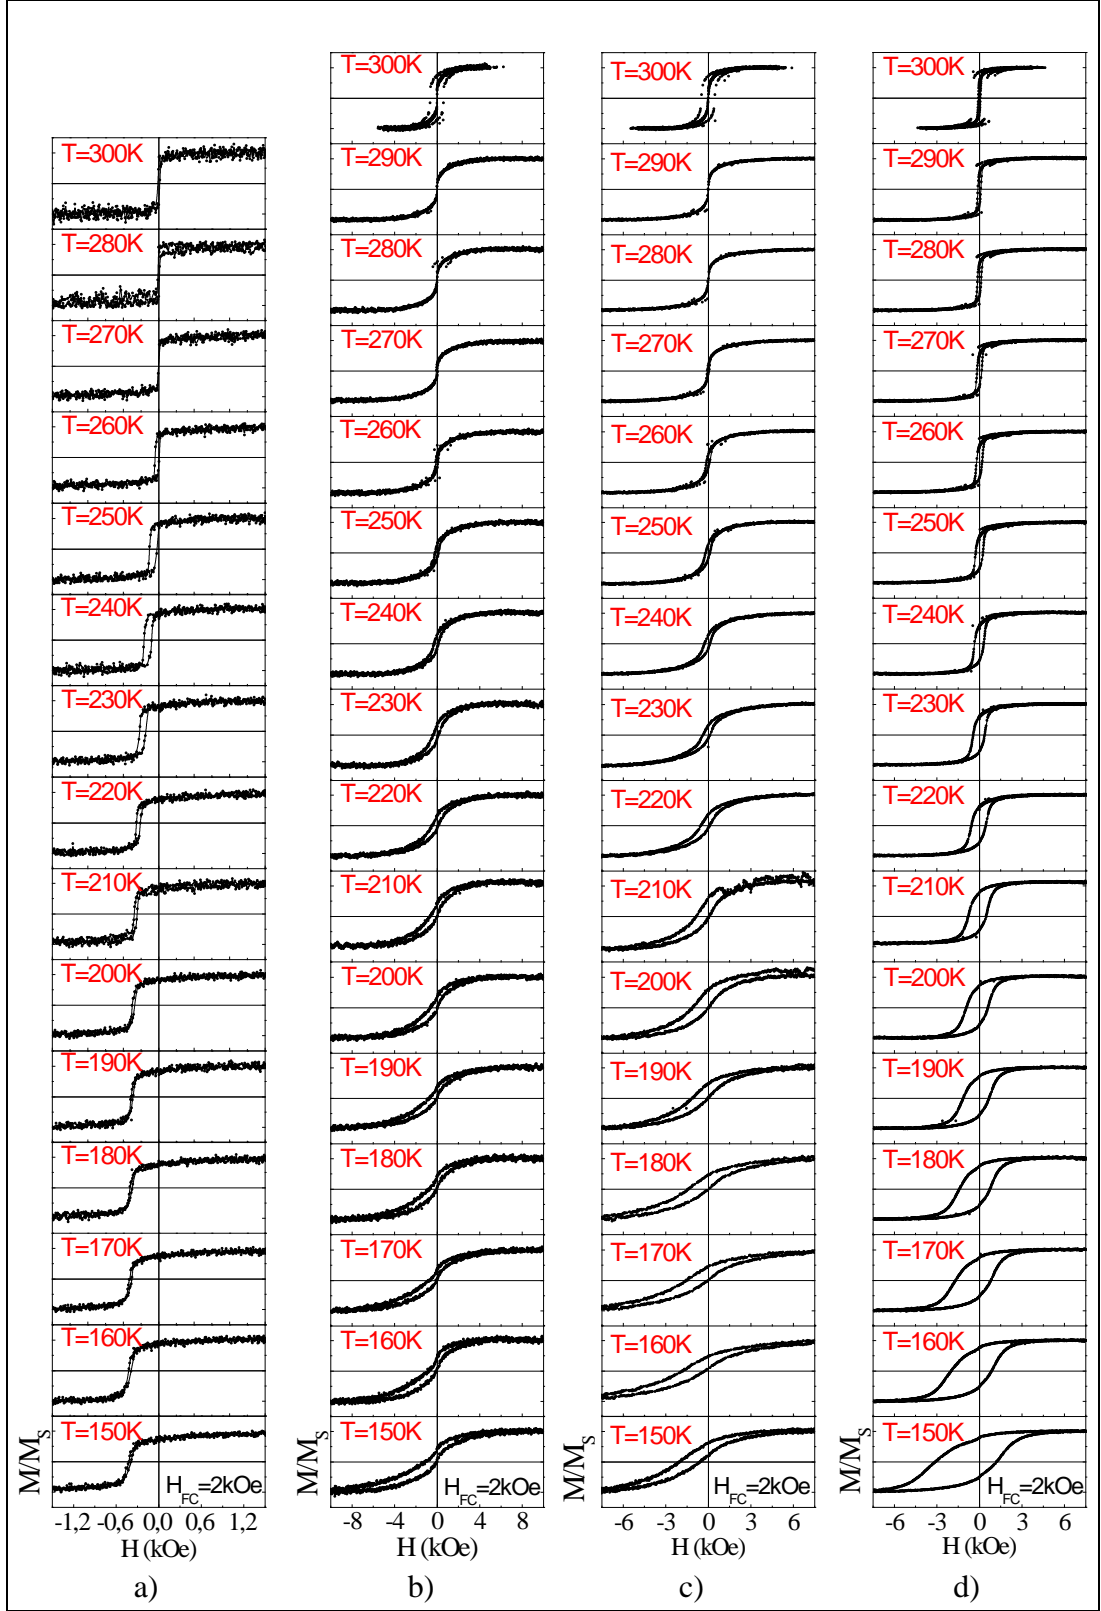 T=300K
T=280K
T=270K
T=260K
T=250K
T=240K
T=230K
T=220K
T=210K
T=200K
T=190K
T=180K
T=170K
T=160K
T=150K
H_FC=2kOe
M/M_S
-1,2 -0,6 0,0 0,6 1,2
H (kOe)
a)
T=300K
T=290K
T=280K
T=270K
T=260K
T=250K
T=240K
T=230K
T=220K
T=210K
T=200K
T=190K
T=180K
T=170K
T=160K
T=150K
H_FC=2kOe
M/M_S
-8 -4 0 4 8
H (kOe)
b)
T=300K
T=290K
T=280K
T=270K
T=260K
T=250K
T=240K
T=230K
T=220K
T=210K
T=200K
T=190K
T=180K
T=170K
T=160K
T=150K
H_FC=2kOe
M/M_S
-6 -3 0 3 6
H (kOe)
c)
T=300K
T=290K
T=280K
T=270K
T=260K
T=250K
T=240K
T=230K
T=220K
T=210K
T=200K
T=190K
T=180K
T=170K
T=160K
T=150K
H_FC=2kOe
M/M_S
-6 -3 0 3 6
H (kOe)
d)